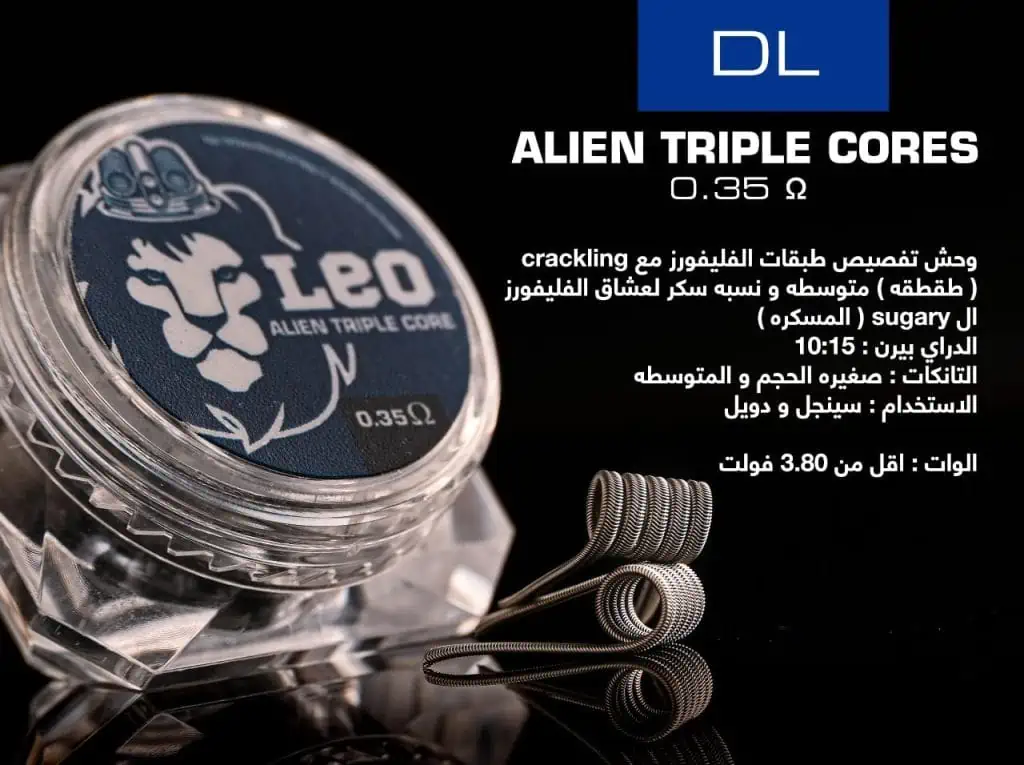 DL
ALIEN TRIPLE CORES
0.35 Ω
وحش تفصيص طبقات الفليفورز مع crackling
( طقطقه ) متوسطه و نسبه سكر لعشاق الفليفورز
ال sugary ( المسكره )
الدراي بيرن : 10:15
التانكات : صغيره الحجم و المتوسطه
الاستخدام : سينجل و دويل
الوات : اقل من 3.80 فولت
Leo
ALIEN TRIPLE CORE
0.35Ω